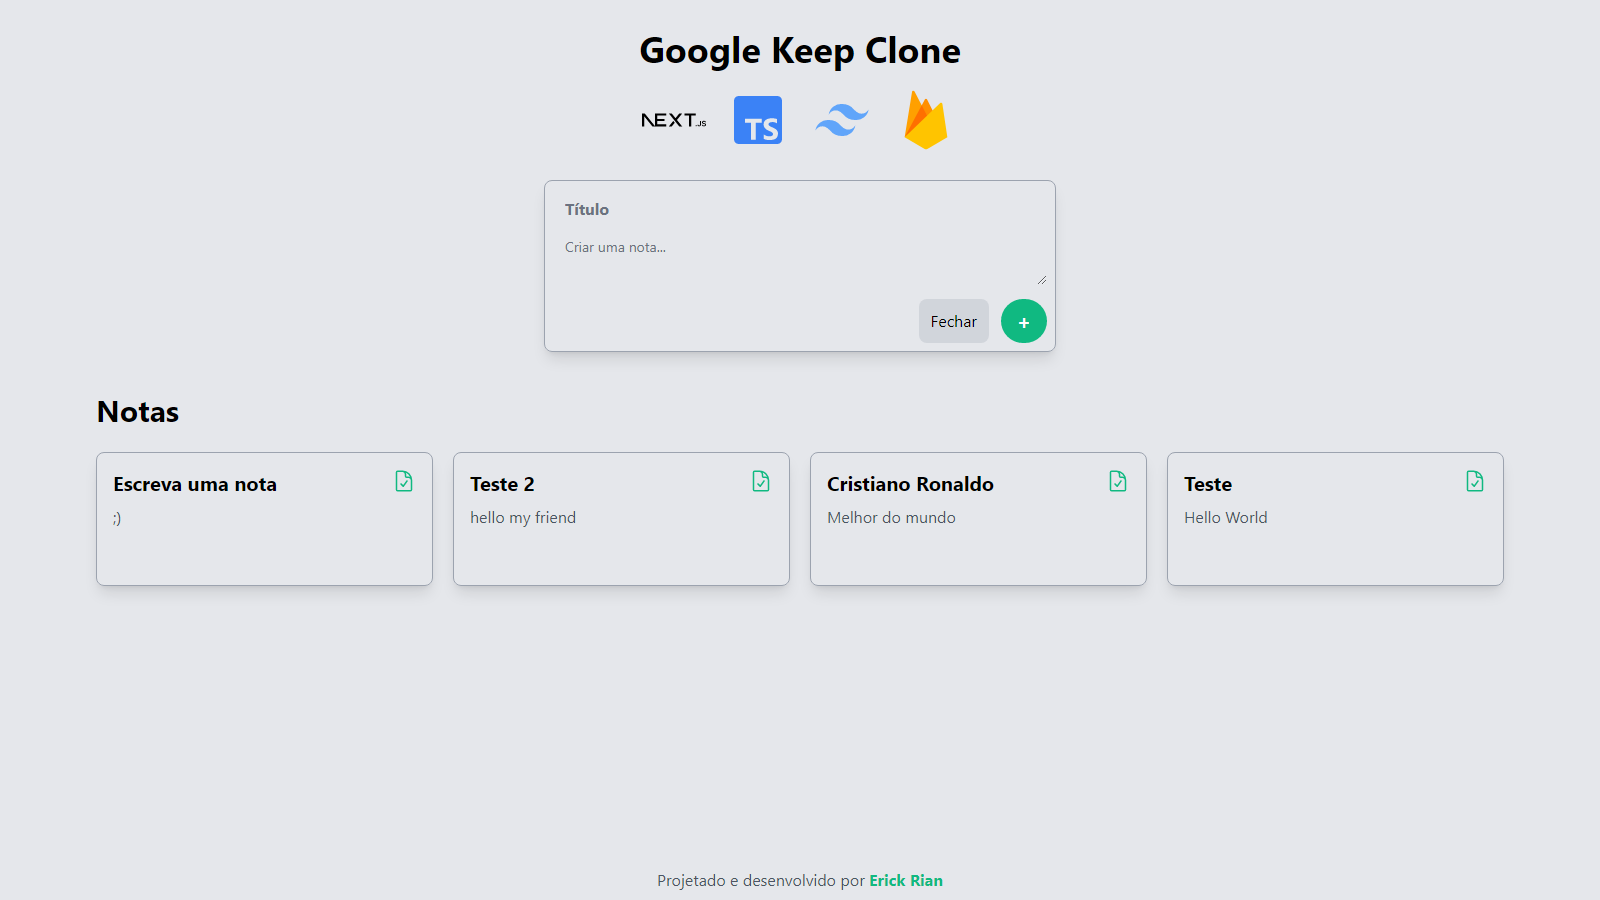 Google Keep Clone
NEXT.JS TS
Título
Criar uma nota...
Fechar +
Notas
Escreva uma nota
;)
Teste 2
hello my friend
Cristiano Ronaldo
Melhor do mundo
Teste
Hello World
Projetado e desenvolvido por Erick Rian